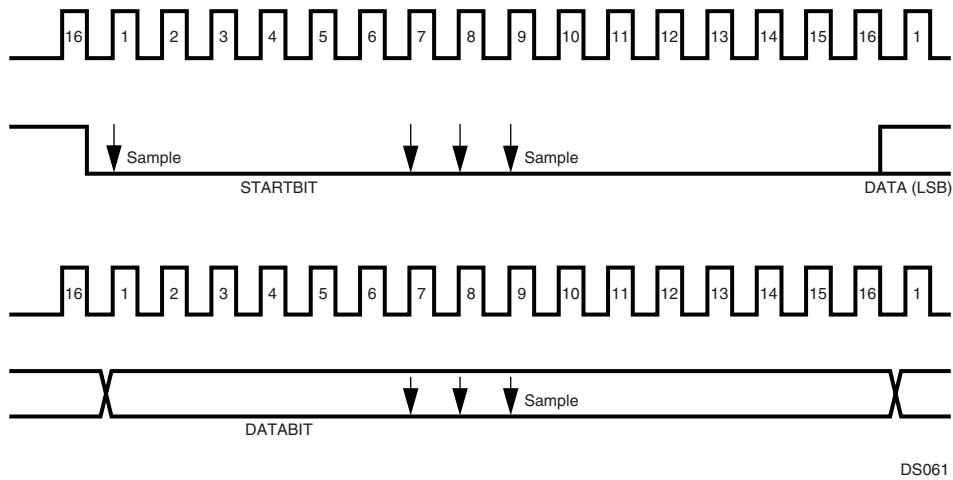 16 1 2 3 4 5 6 7 8 9 10 11 12 13 14 15 16 1
Sample Sample
STARTBIT DATA (LSB)
16 1 2 3 4 5 6 7 8 9 10 11 12 13 14 15 16 1
Sample
DATABIT
DS061